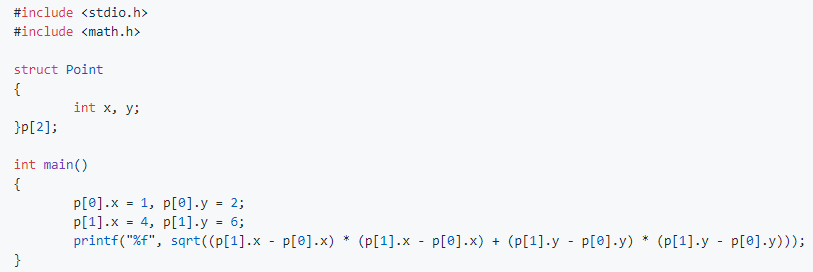 #include <stdio.h>
#include <math.h>
struct Point
{
int x, y;
}p[2];
int main()
{
p[0].x = 1, p[0].y = 2;
p[1].x = 4, p[1].y = 6;
printf("%f", sqrt((p[1].x - p[0].x) * (p[1].x - p[0].x) + (p[1].y - p[0].y) * (p[1].y - p[0].y)));
}